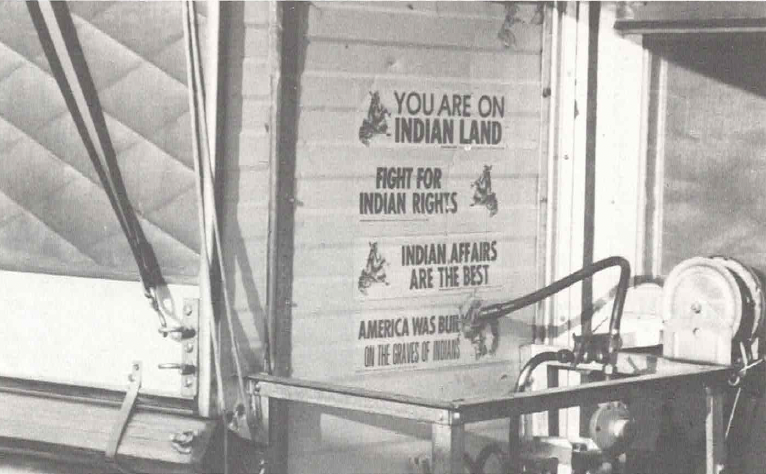 YOU ARE ON
INDIAN LAND
FIGHT FOR
INDIAN RIGHTS
INDIAN AFFAIRS
ARE THE BEST
AMERICA WAS BUIL
ON THE GRAVES OF INDIANS